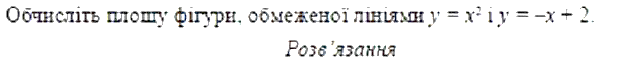 Обчисліть площу фігури, обмеженої лініями y = x² і y = –x + 2.
Розв’язання